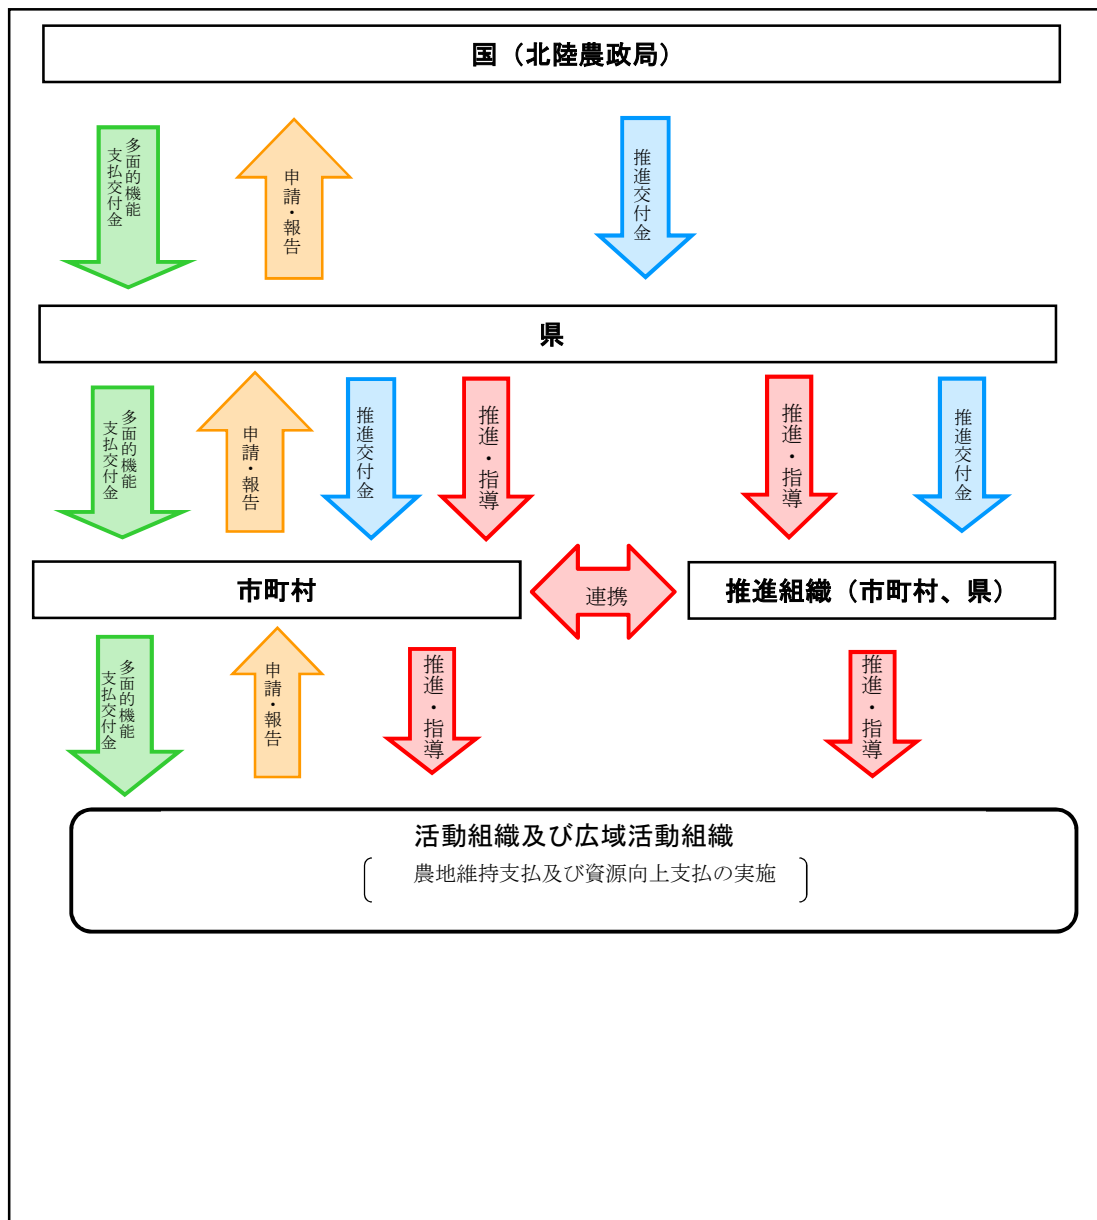 国（北陸農政局）
多面的機能
支払交付金
申請・報告
推進交付金
県
多面的機能
支払交付金
申請・報告
推進交付金
推進・指導
推進・指導
推進交付金
市町村
連携
推進組織（市町村、県）
多面的機能
支払交付金
申請・報告
推進・指導
推進・指導
活動組織及び広域活動組織
農地維持支払及び資源向上支払の実施